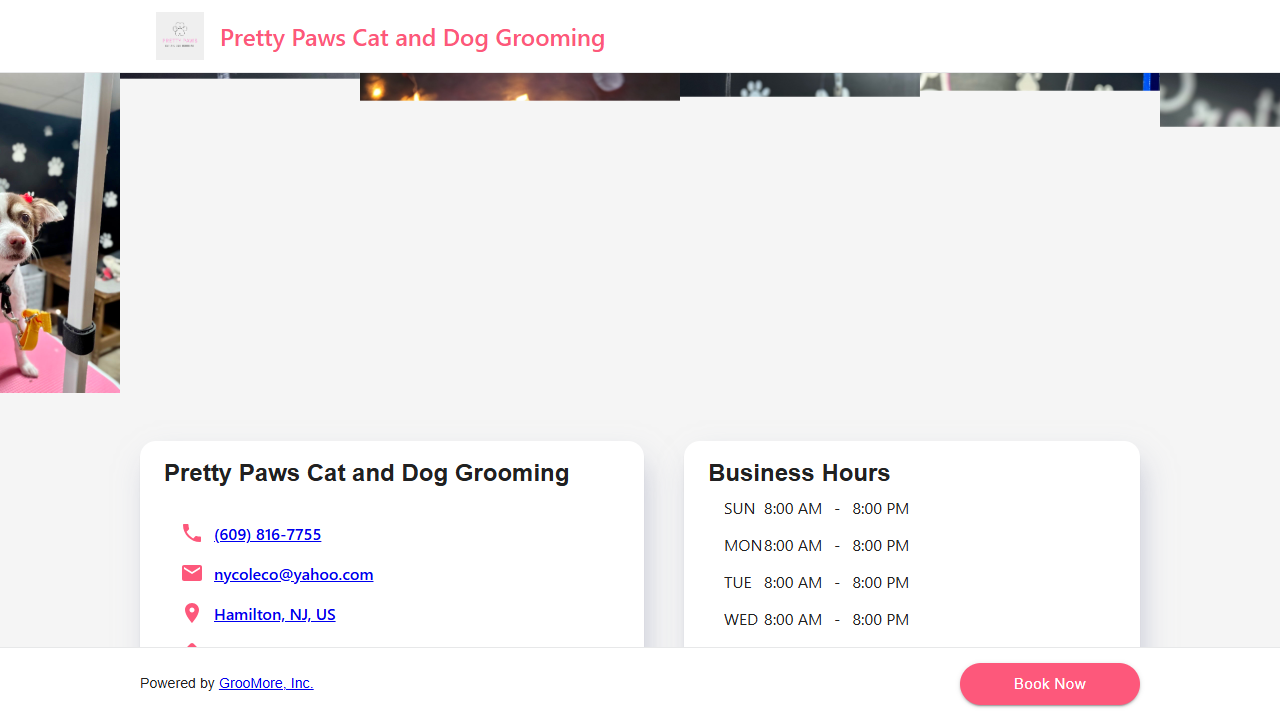 PRETTY PAWS
Pretty Paws Cat and Dog Grooming
Pretty Paws Cat and Dog Grooming
(609) 816-7755
nycoleco@yahoo.com
Hamilton, NJ, US
Business Hours
SUN 8:00 AM - 8:00 PM
MON 8:00 AM - 8:00 PM
TUE 8:00 AM - 8:00 PM
WED 8:00 AM - 8:00 PM
Powered by GrooMore, Inc.
Book Now